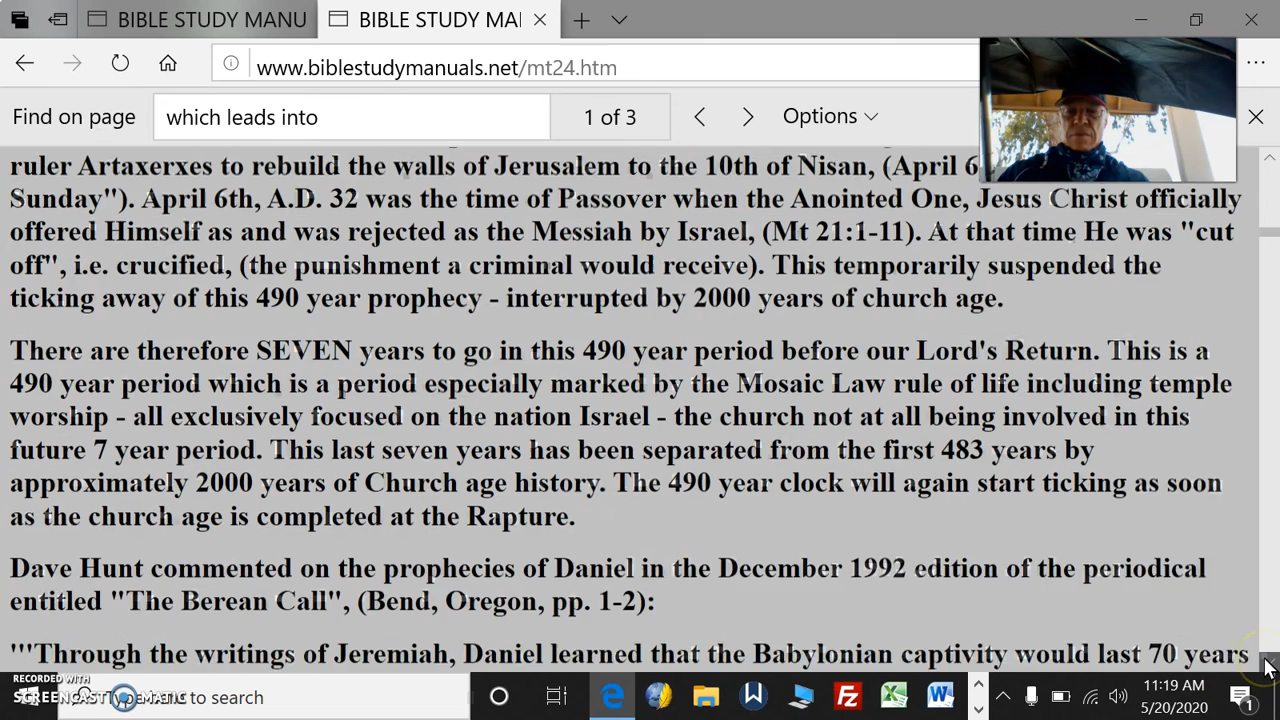 BIBLE STUDY MANU
BIBLE STUDY MAI
www.biblestudymanuals.net/mt24.htm
Find on page
which leads into
1 of 3
Options
ruler Artaxerxes to rebuild the walls of Jerusalem to the 10th of Nisan, (April 6
Sunday"). April 6th, A.D. 32 was the time of Passover when the Anointed One, Jesus Christ officially
offered Himself as and was rejected as the Messiah by Israel, (Mt 21:1-11). At that time He was "cut
off", i.e. crucified, (the punishment a criminal would receive). This temporarily suspended the
ticking away of this 490 year prophecy - interrupted by 2000 years of church age.
There are therefore SEVEN years to go in this 490 year period before our Lord's Return. This is a
490 year period which is a period especially marked by the Mosaic Law rule of life including temple
worship - all exclusively focused on the nation Israel - the church not at all being involved in this
future 7 year period. This last seven years has been separated from the first 483 years by
approximately 2000 years of Church age history. The 490 year clock will again start ticking as soon
as the church age is completed at the Rapture.
Dave Hunt commented on the prophecies of Daniel in the December 1992 edition of the periodical
entitled "The Berean Call", (Bend, Oregon, pp. 1-2):
'"Through the writings of Jeremiah, Daniel learned that the Babylonian captivity would last 70 years
RECORDED WITH
SCREENCAST-O-MATIC
Type here to search
11:19 AM
5/20/2020
1